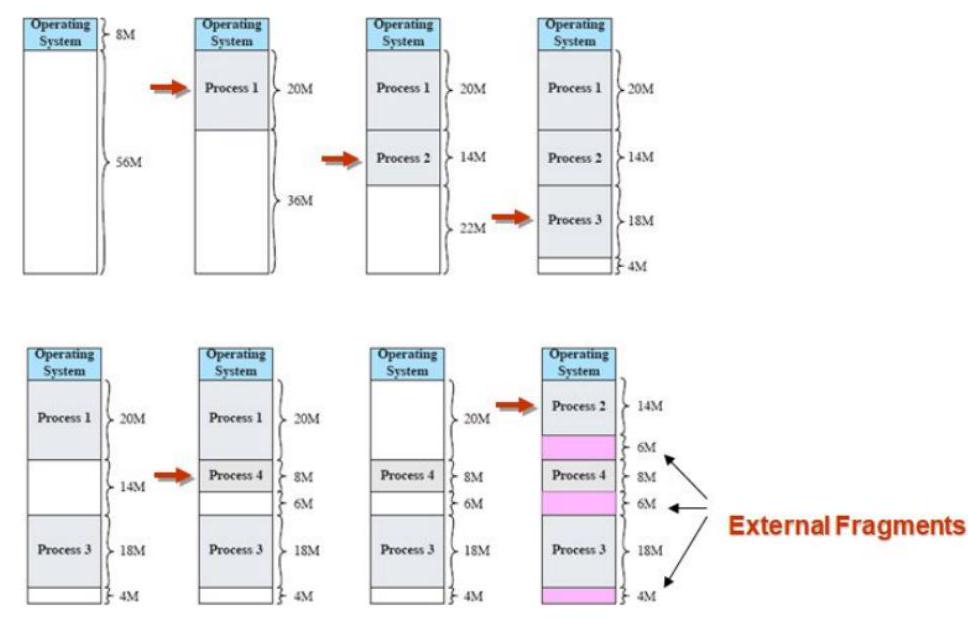 Operating
System
8M
56M
Operating
System
Process 1
20M
36M
Operating
System
Process 1
20M
Process 2
14M
22M
Operating
System
Process 1
20M
Process 2
14M
Process 3
18M
4M
Operating
System
Process 1
20M
14M
Process 3
18M
4M
Operating
System
Process 1
20M
Process 4
8M
6M
Process 3
18M
4M
Operating
System
20M
Process 4
8M
6M
Process 3
18M
4M
Operating
System
Process 2
14M
6M
Process 4
8M
6M
Process 3
18M
4M
External Fragments